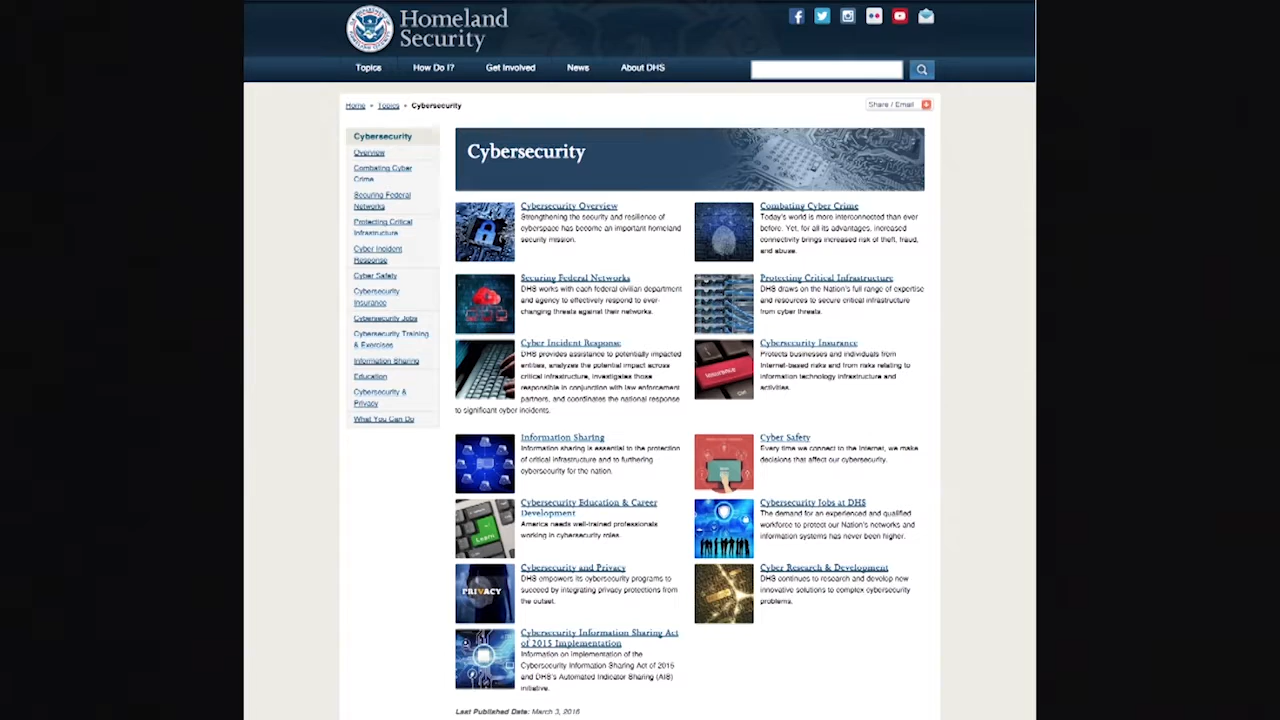 Homeland
Security
Topics
How Do I?
Get Involved
News
About DHS
Home
Topics
Cybersecurity
Share / Email
Cybersecurity
Overview
Combating Cyber
Crime
Securing Federal
Networks
Protecting Critical
Infrastructure
Cyber Incident
Response
Cyber Safety
Cybersecurity
Insurance
Cybersecurity Jobs
Cybersecurity Training
& Exercises
Information Sharing
Education
Cybersecurity &
Privacy
What You Can Do
Cybersecurity
Cybersecurity Overview
Strengthening the security and resilience of
cyberspace has become an important homeland
security mission.
Combating Cyber Crime
Today's world is more interconnected than ever
before. Yet, for all its advantages, increased
connectivity brings increased risk of theft, fraud,
and abuse.
Securing Federal Networks
DHS works with each federal civilian department
and agency to effectively respond to ever-
changing threats against their networks.
Protecting Critical Infrastructure
DHS draws on the Nation's full range of expertise
and resources to secure critical infrastructure
from cyber threats.
Cyber Incident Response
DHS provides assistance to potentially impacted
entities, analyzes the potential impact across
critical infrastructure, investigates those
responsible in conjunction with law enforcement
partners, and coordinates the national response
to significant cyber incidents.
Cybersecurity Insurance
Protects businesses and individuals from
Internet-based risks and from risks relating to
information technology infrastructure and
activities.
Information Sharing
Information sharing is essential to the protection
of critical infrastructure and to furthering
cybersecurity for the nation.
Cyber Safety
Every time we connect to the Internet, we make
decisions that affect our cybersecurity.
Learn
Cybersecurity Education & Career
Development
America needs well-trained professionals
working in cybersecurity roles.
Cybersecurity Jobs at DHS
The demand for an experienced and qualified
workforce to protect our Nation's networks and
information systems has never been higher.
PRIVACY
Cybersecurity and Privacy
DHS empowers its cybersecurity programs to
succeed by integrating privacy protections from
the outset.
Cyber Research & Development
DHS continues to research and develop new
innovative solutions to complex cybersecurity
problems.
Cybersecurity Information Sharing Act
of 2015 Implementation
Information on implementation of the
Cybersecurity Information Sharing Act of 2015
and DHS's Automated Indicator Sharing (AIS)
initiative.
Last Published Date: March 3, 2016